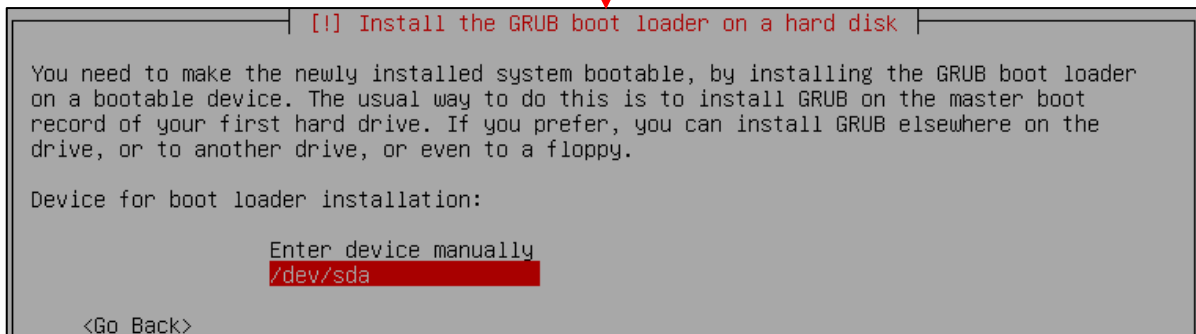 [!] Install the GRUB boot loader on a hard disk
You need to make the newly installed system bootable, by installing the GRUB boot loader
on a bootable device. The usual way to do this is to install GRUB on the master boot
record of your first hard drive. If you prefer, you can install GRUB elsewhere on the
drive, or to another drive, or even to a floppy.
Device for boot loader installation:
Enter device manually
/dev/sda
<Go Back>